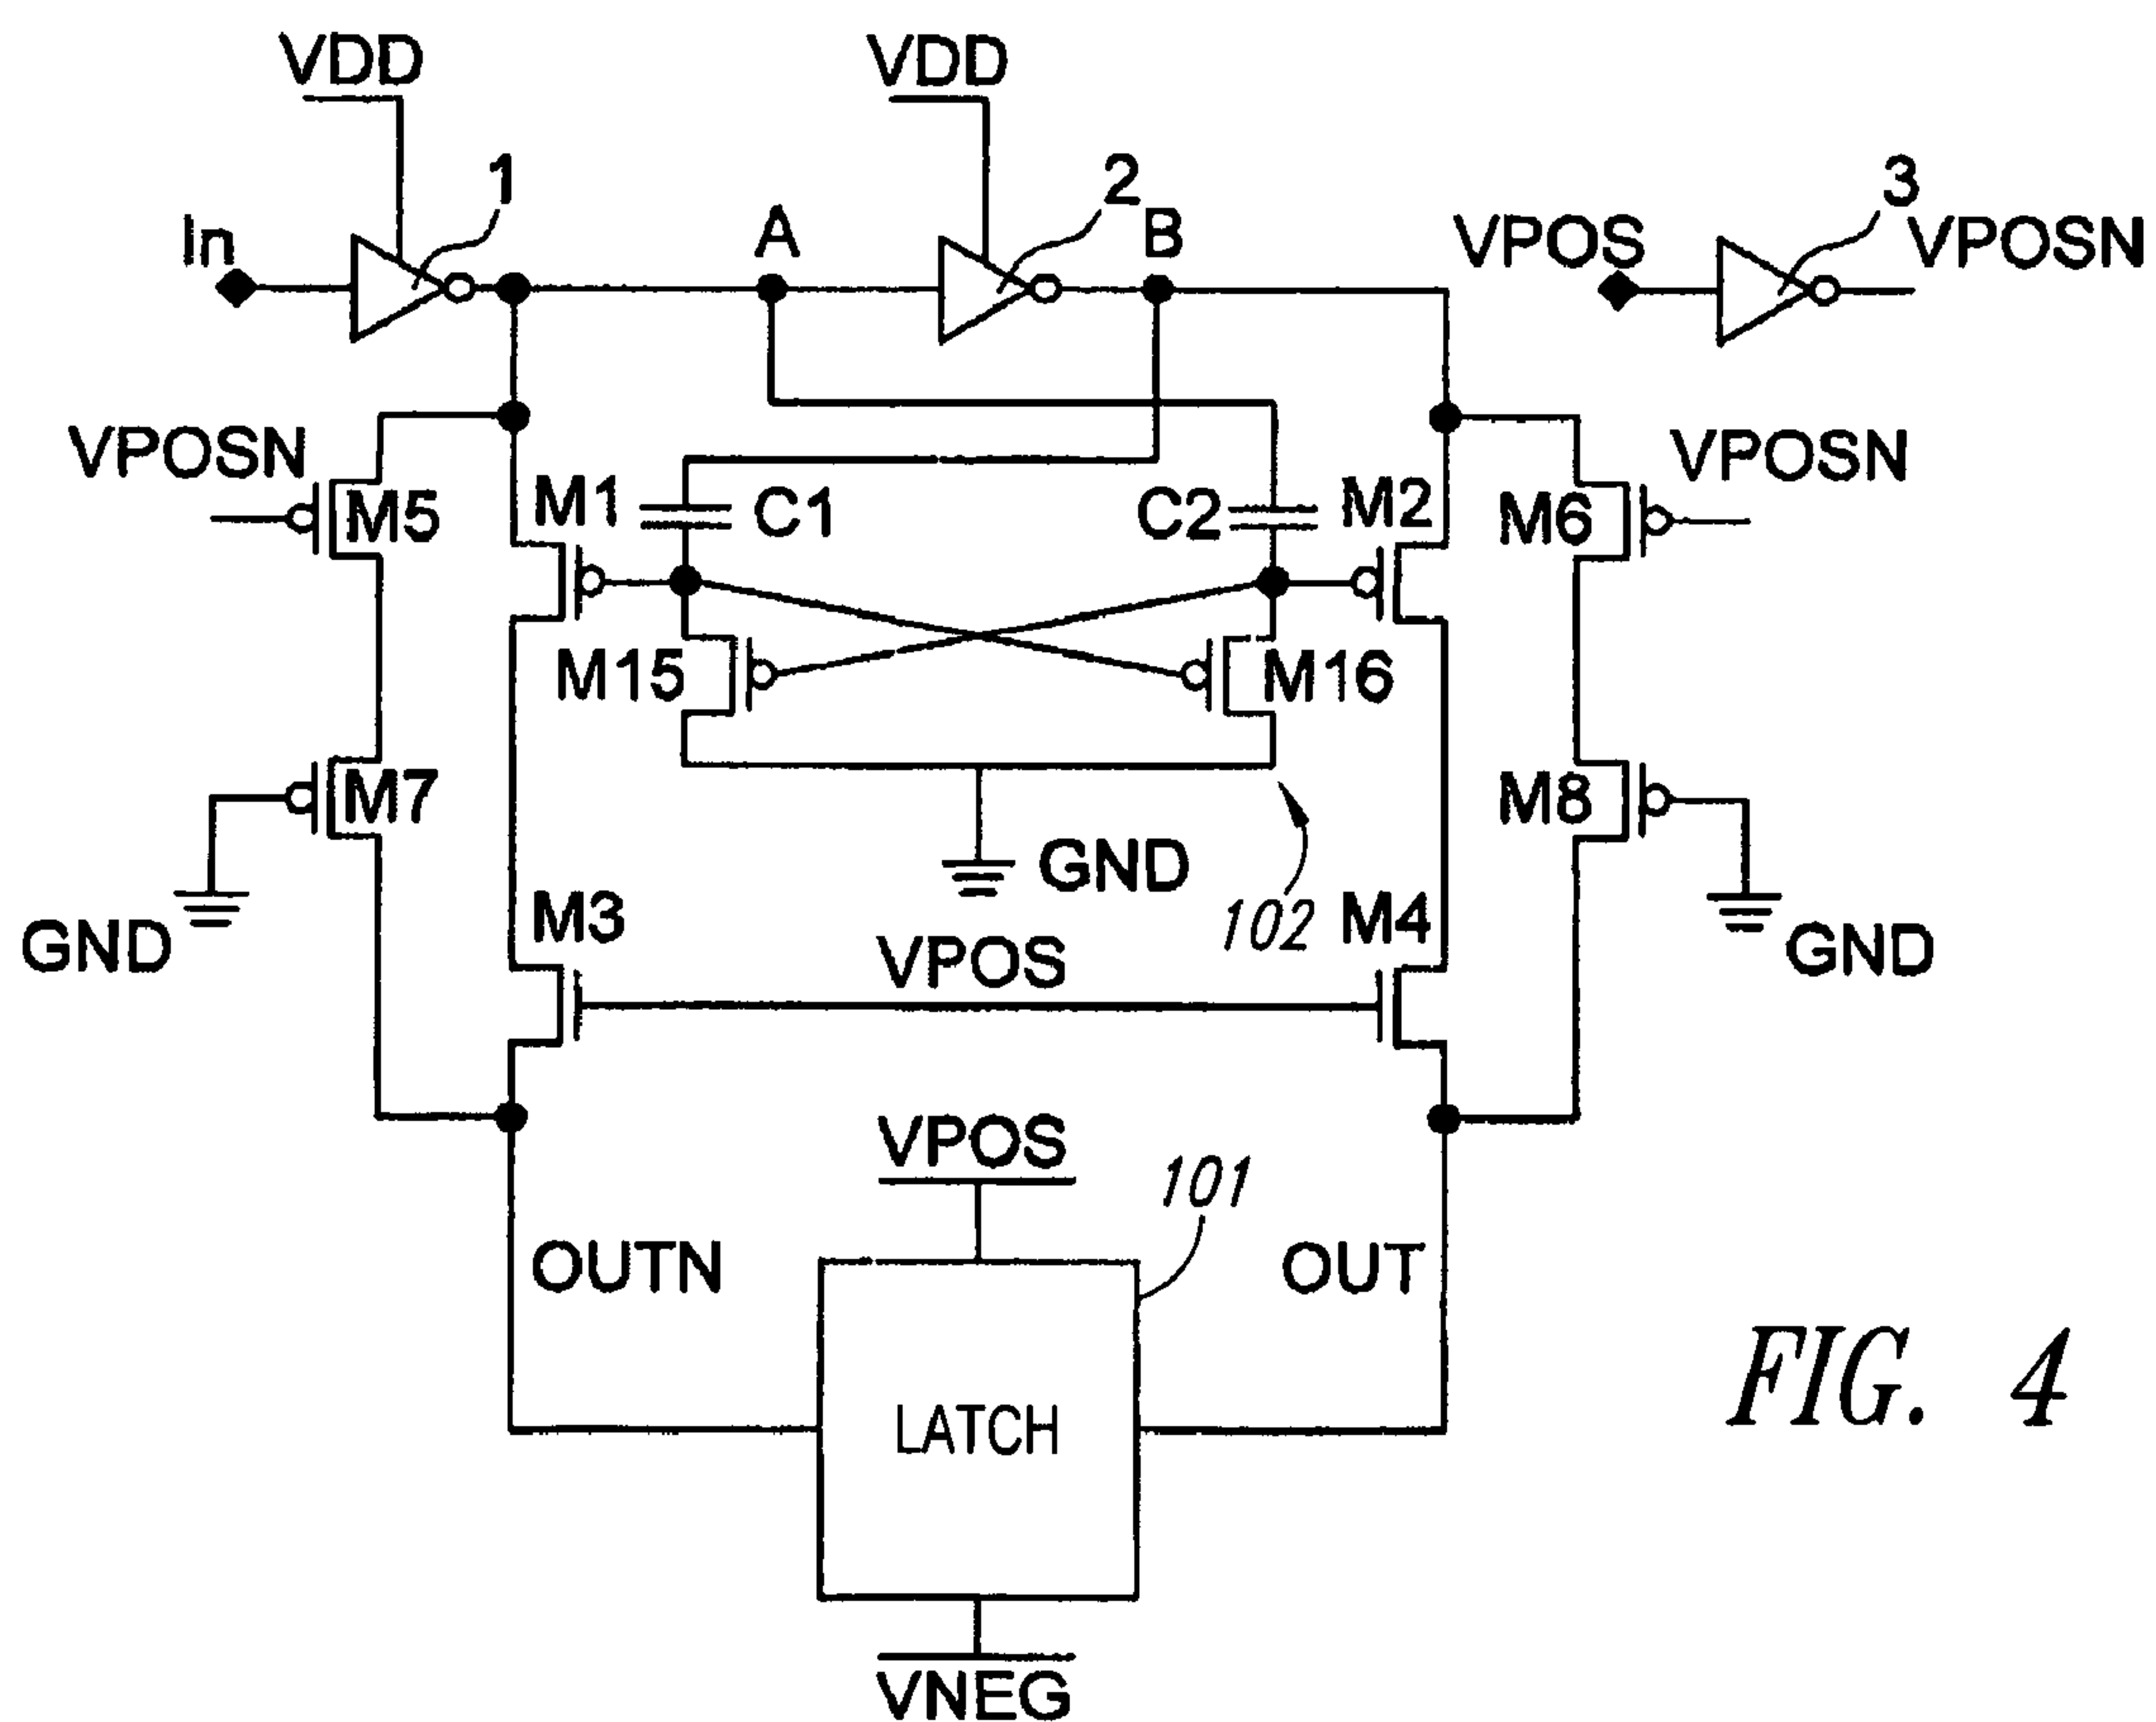 VDD VDD
1 2 3
In A B VPOS VPOSN
VPOSN M1 C1 C2 M2 VPOSN
M5 M6
M15 M16
M7 M8
GND
GND M3 VPOS 102 M4 GND
VPOS
101
OUTN OUT
LATCH
FIG. 4
VNEG